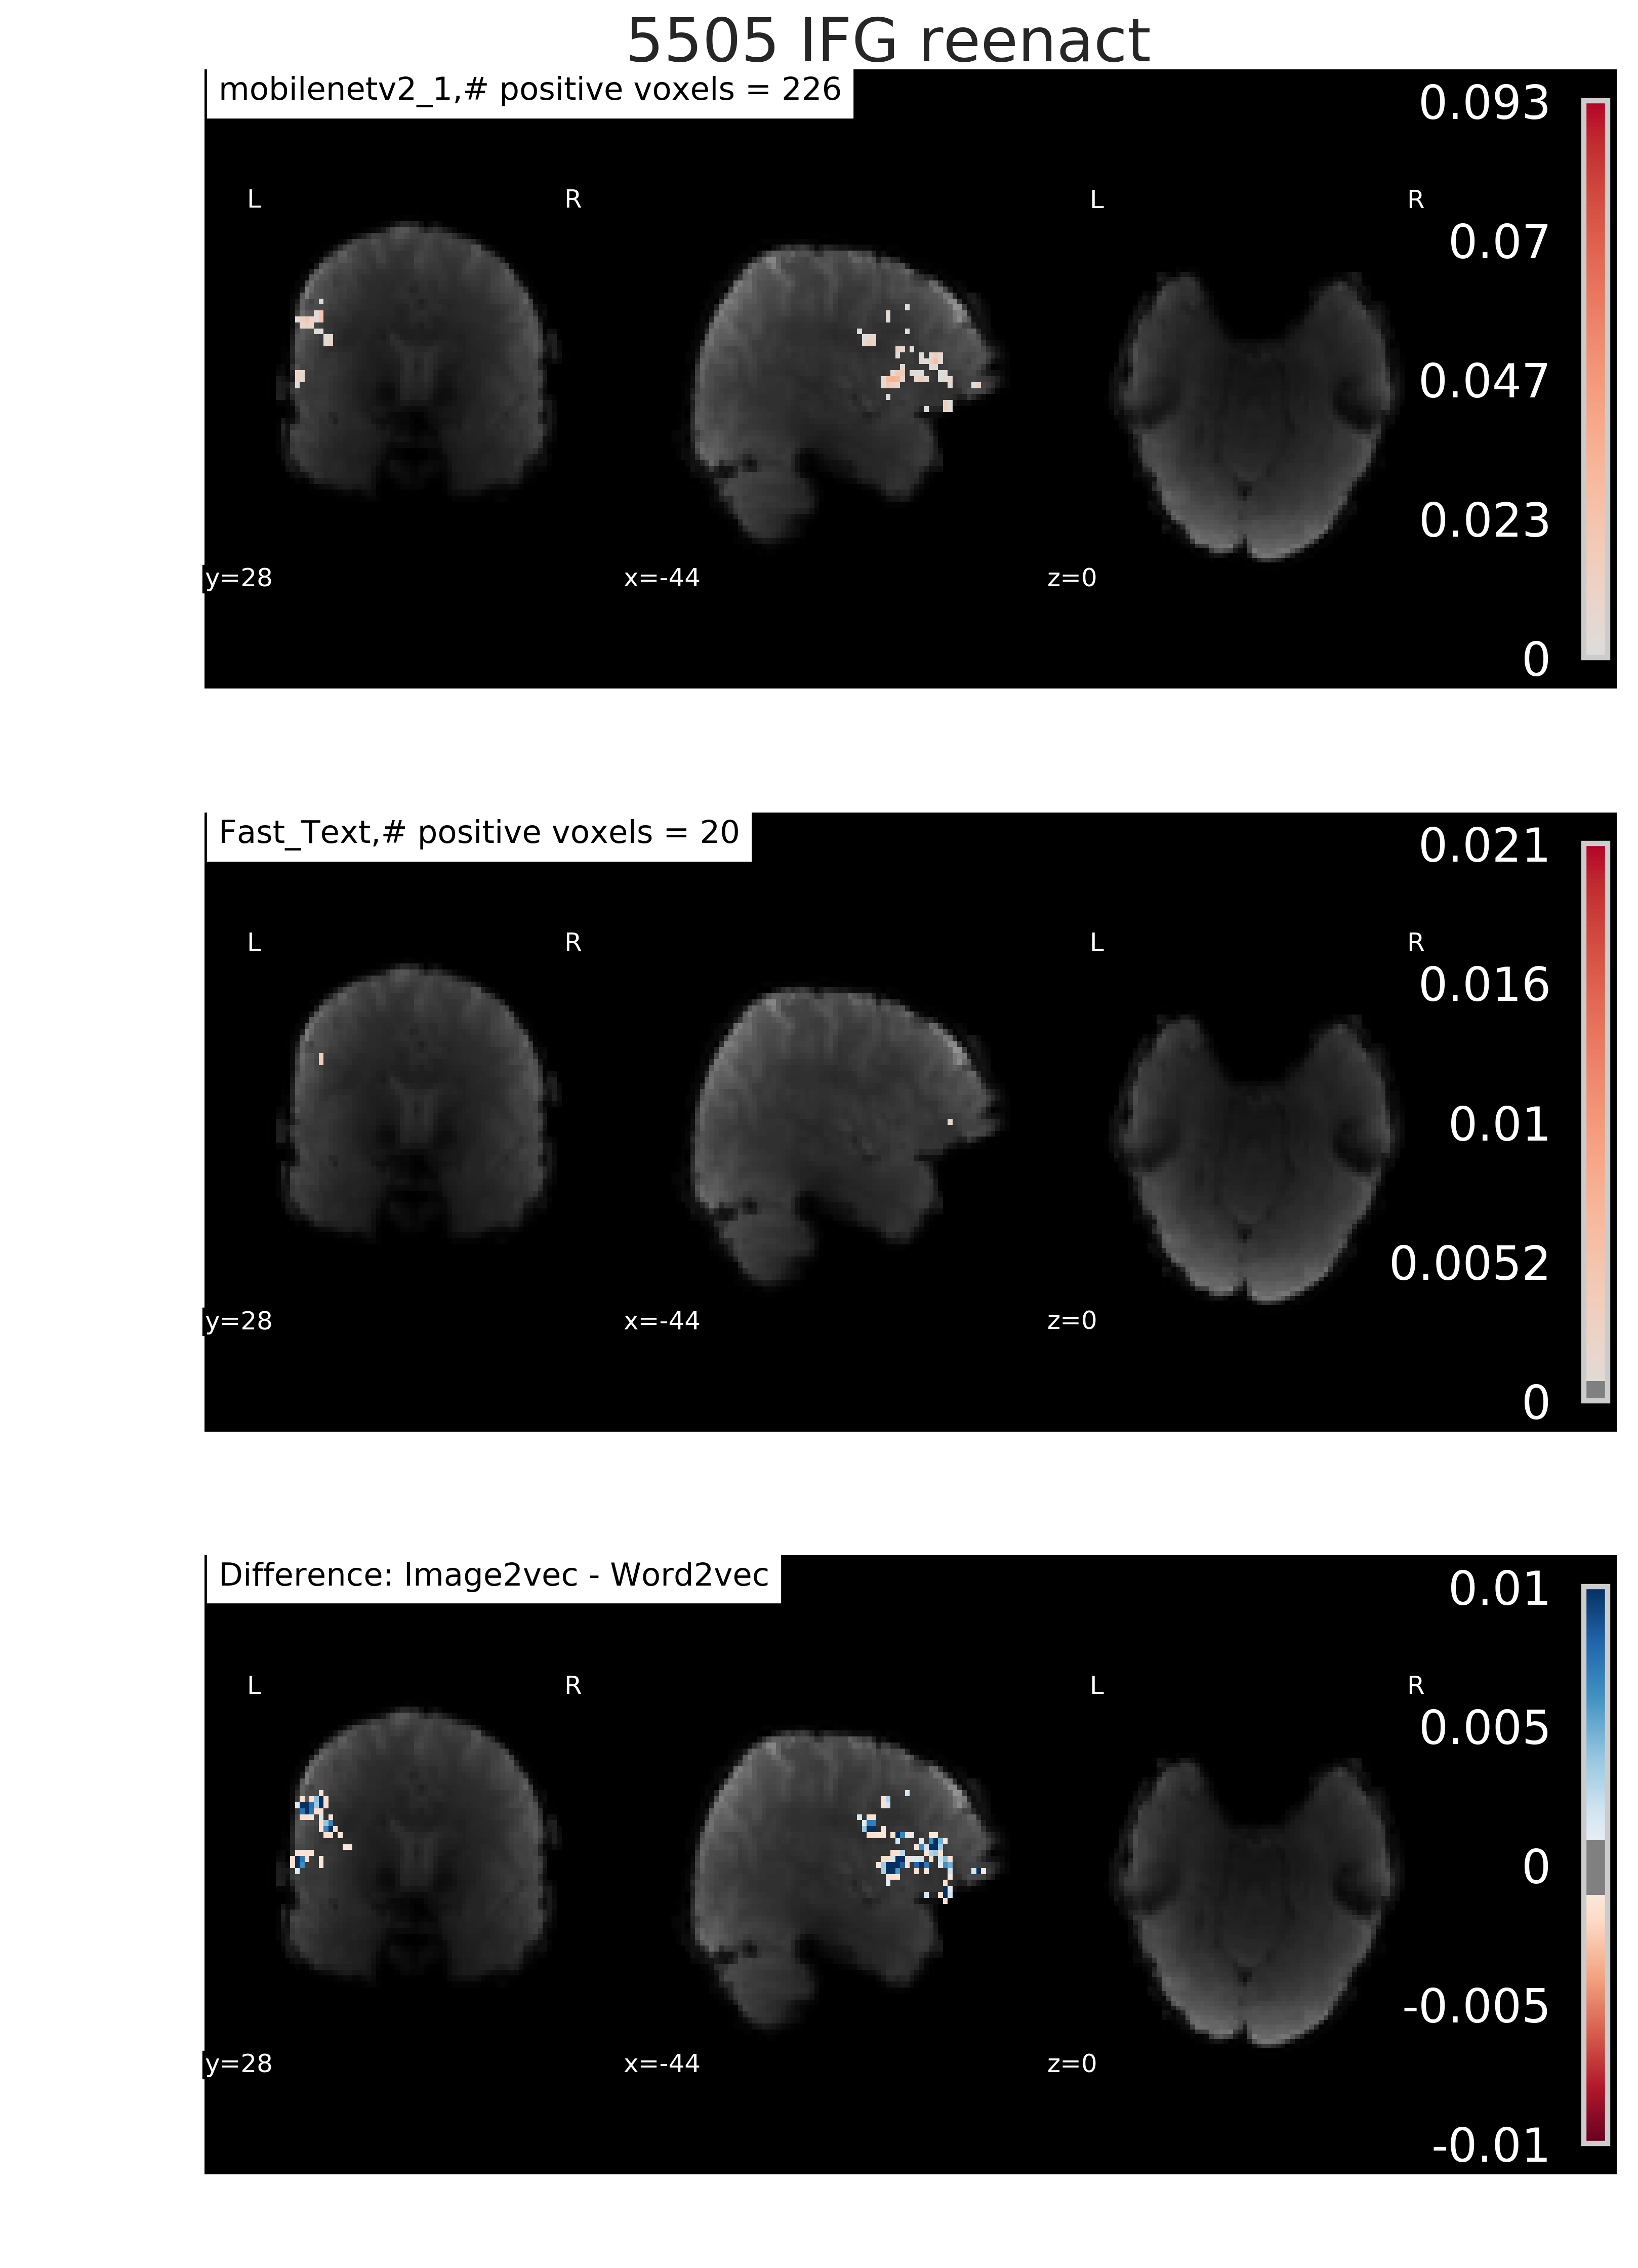 5505 IFG reenact
mobilenetv2_1,# positive voxels = 226
0.093
L R L R
0.07
0.047
0.023
y=28 x=-44 z=0
0
Fast_Text,# positive voxels = 20
0.021
L R L R
0.016
0.01
0.0052
y=28 x=-44 z=0
0
Difference: Image2vec - Word2vec
0.01
L R L R
0.005
0
-0.005
y=28 x=-44 z=0
-0.01